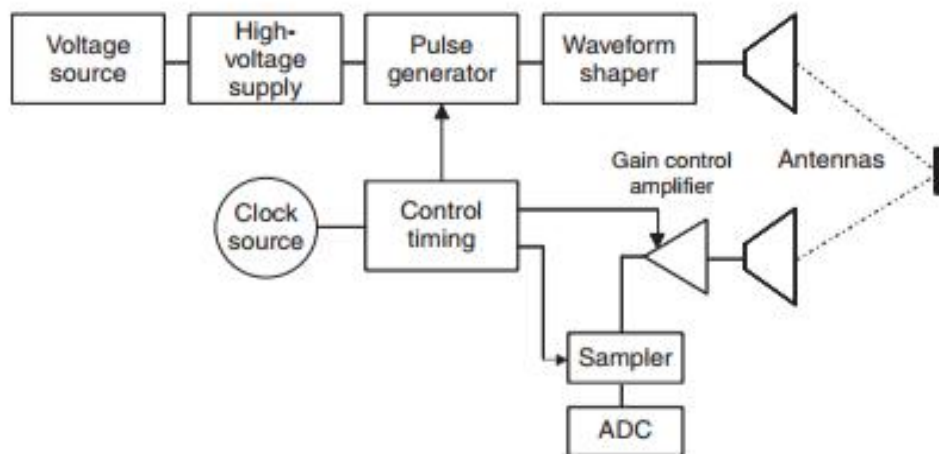 Voltage
source
High-
voltage
supply
Pulse
generator
Waveform
shaper
Gain control
amplifier
Antennas
Clock
source
Control
timing
Sampler
ADC